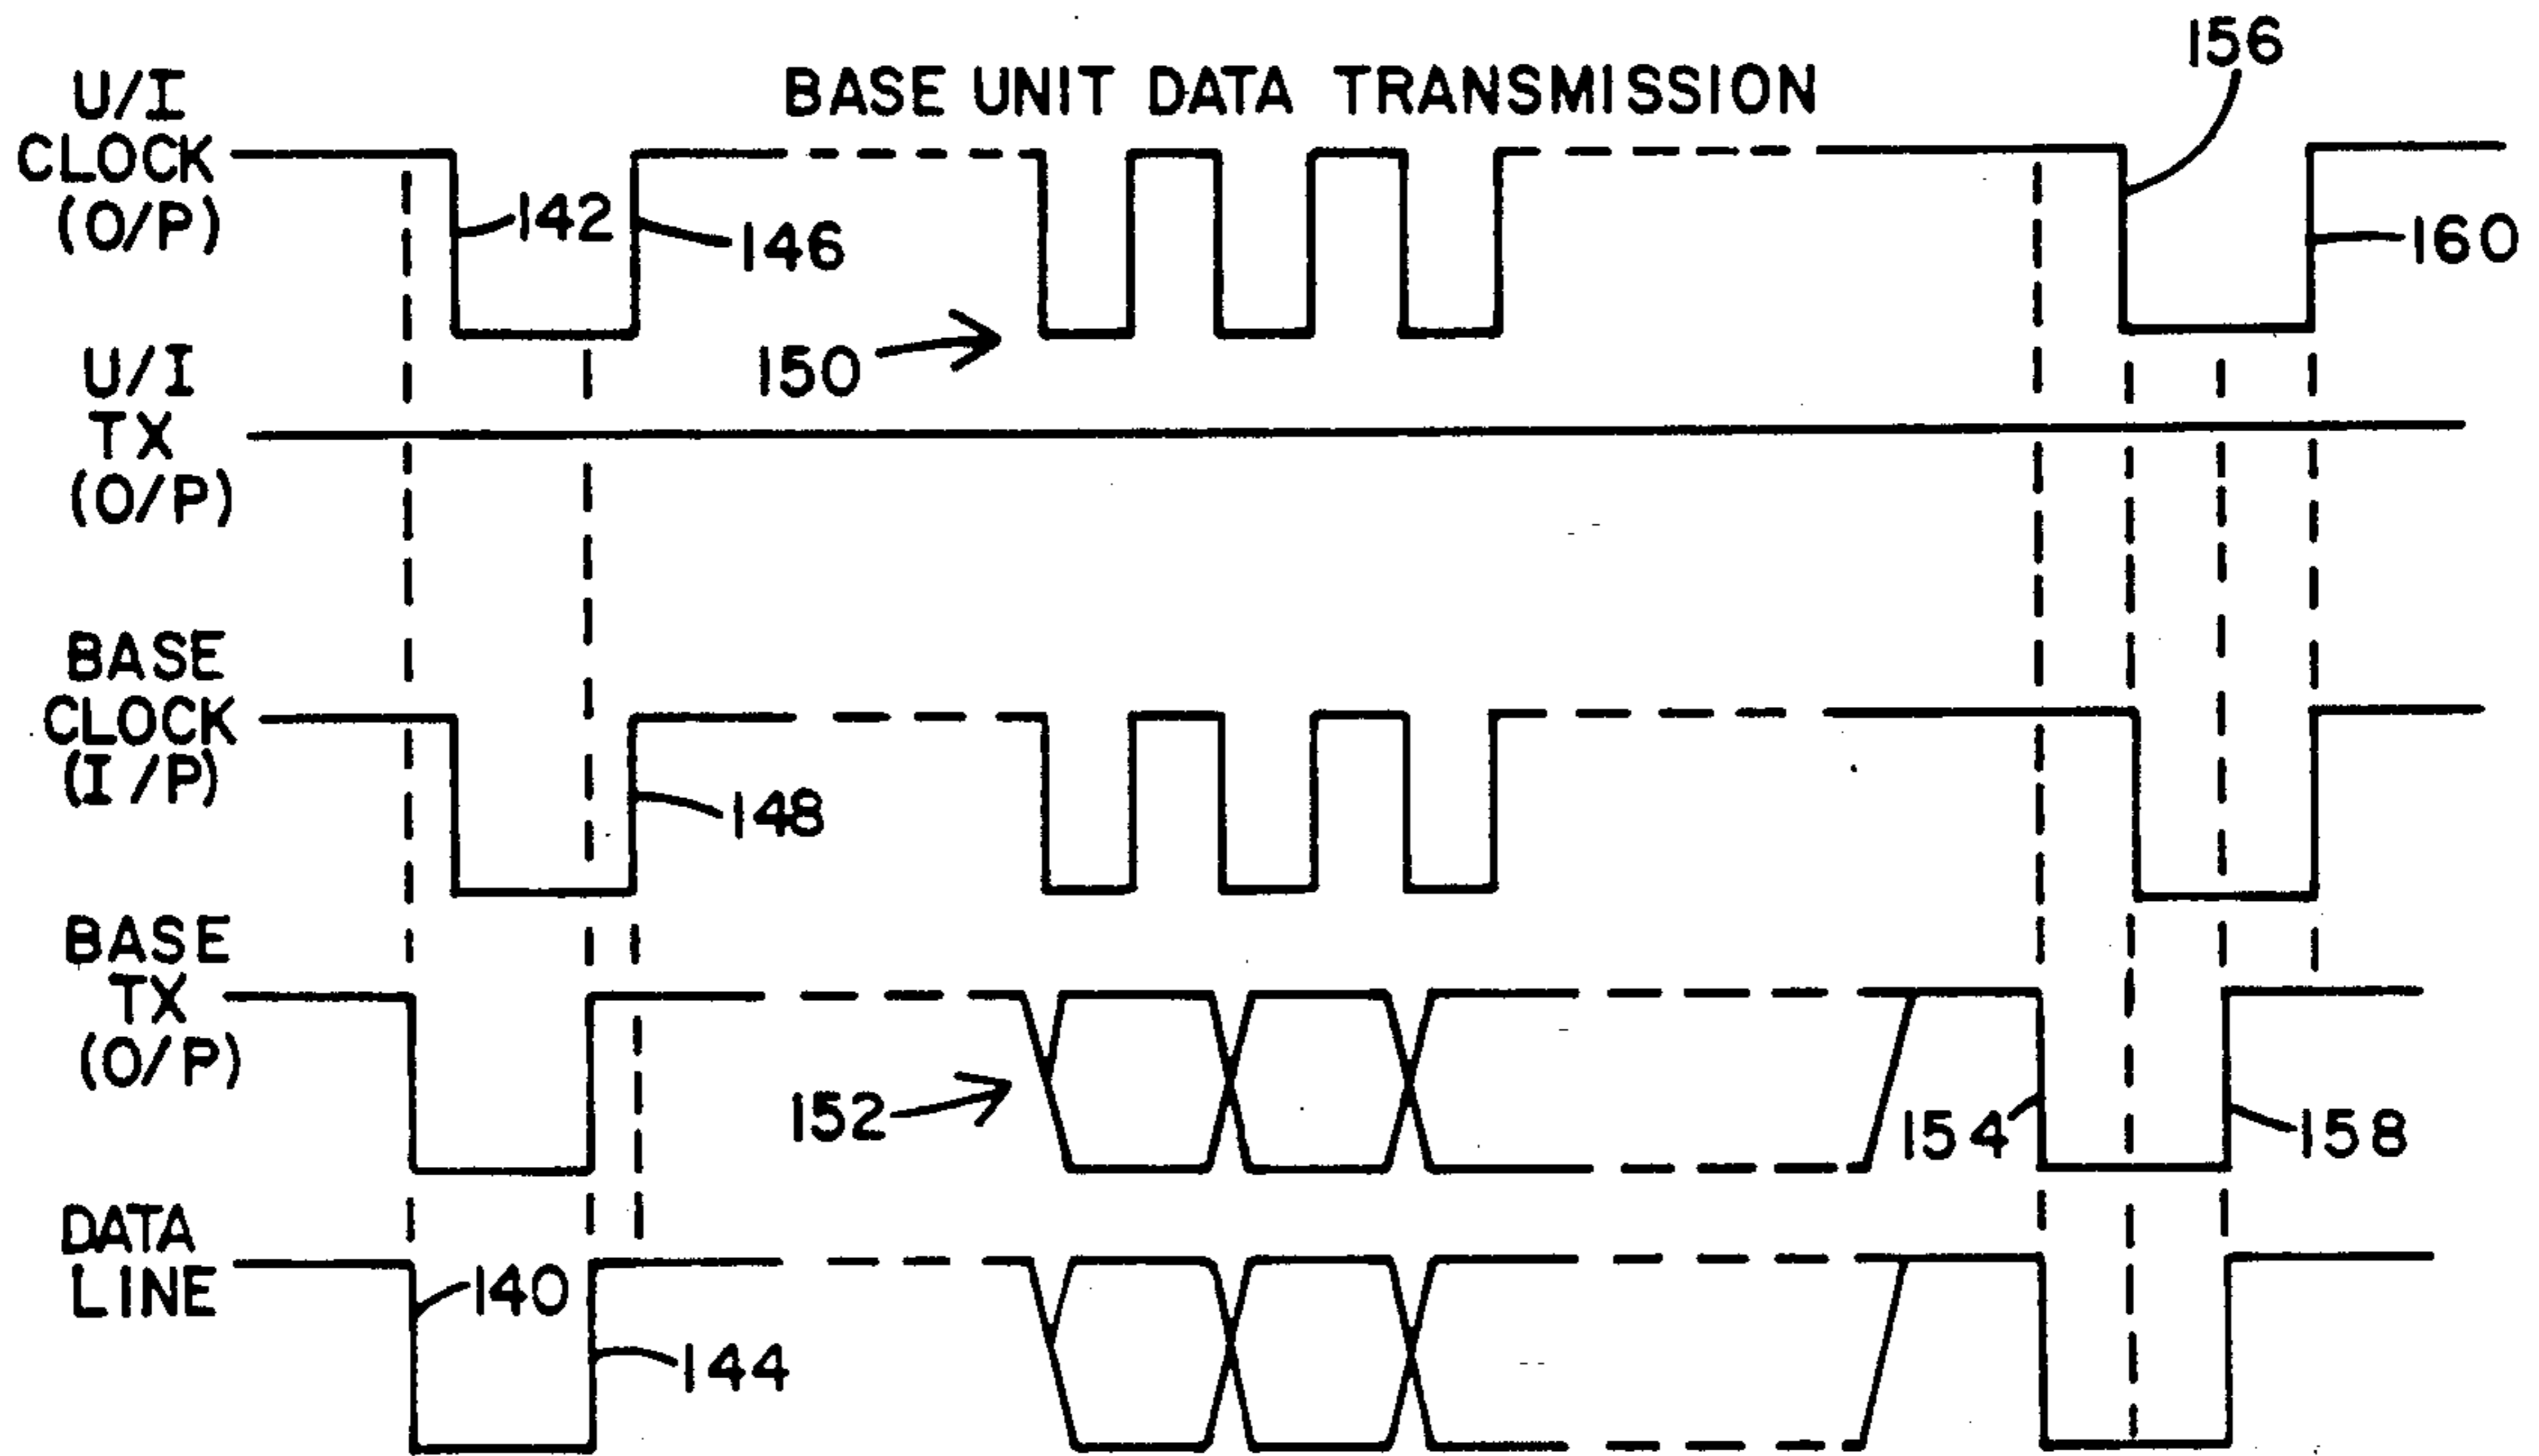 BASE UNIT DATA TRANSMISSION
156
U/I
CLOCK
(O/P)
142
146
160
150
U/I
TX
(O/P)
BASE
CLOCK
(I/P)
148
BASE
TX
(O/P)
152
154
158
DATA
LINE
140
144